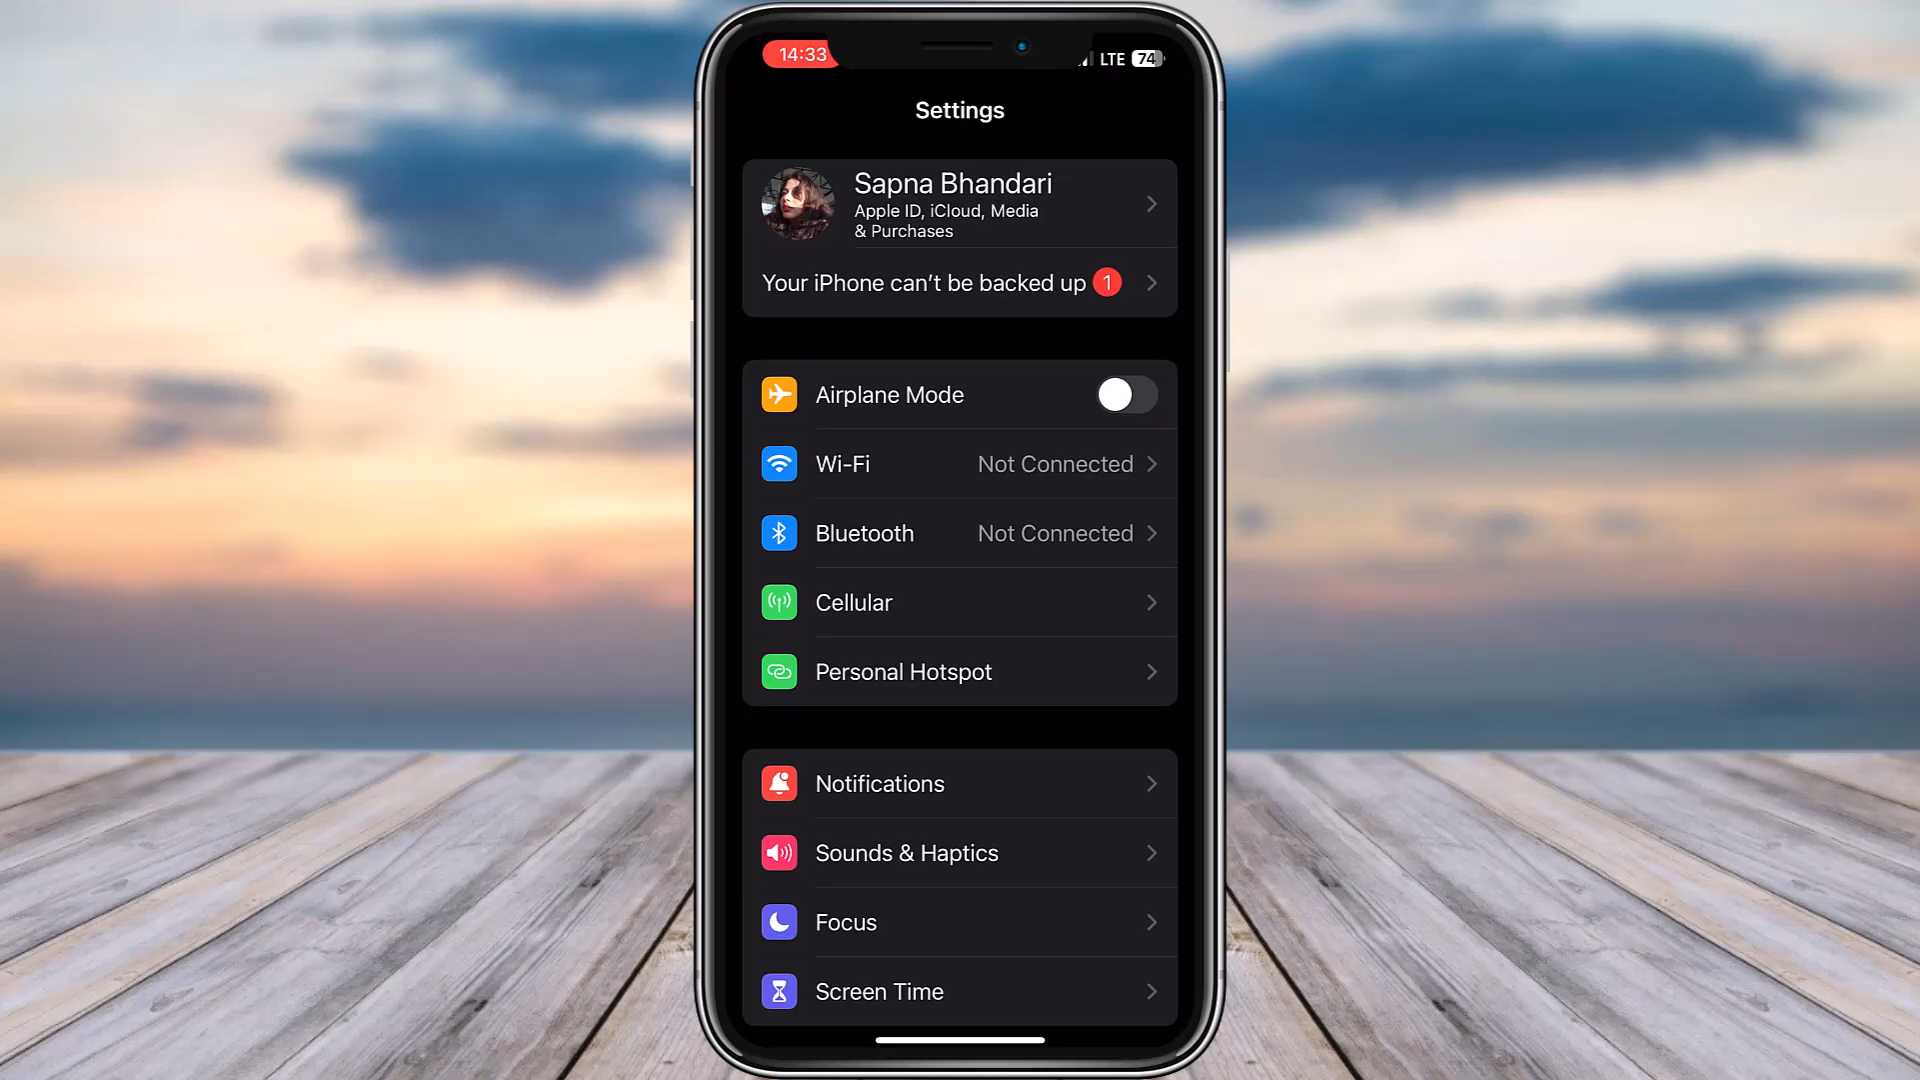 14:33
LTE 74
Settings
Sapna Bhandari
Apple ID, iCloud, Media
& Purchases
Your iPhone can’t be backed up 1
Airplane Mode
Wi-Fi Not Connected
Bluetooth Not Connected
Cellular
Personal Hotspot
Notifications
Sounds & Haptics
Focus
Screen Time